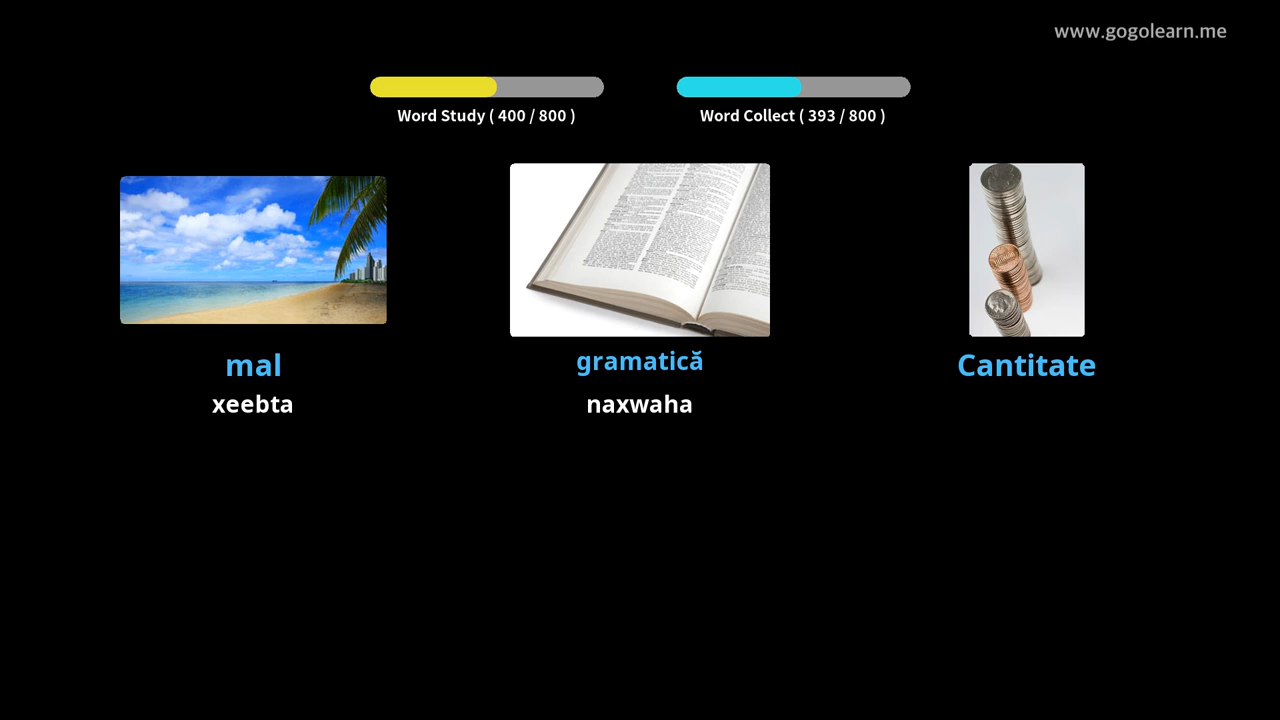 www.gogolearn.me
Word Study ( 400 / 800 )
Word Collect ( 393 / 800 )
mal
xeebta
gramatică
naxwaha
Cantitate